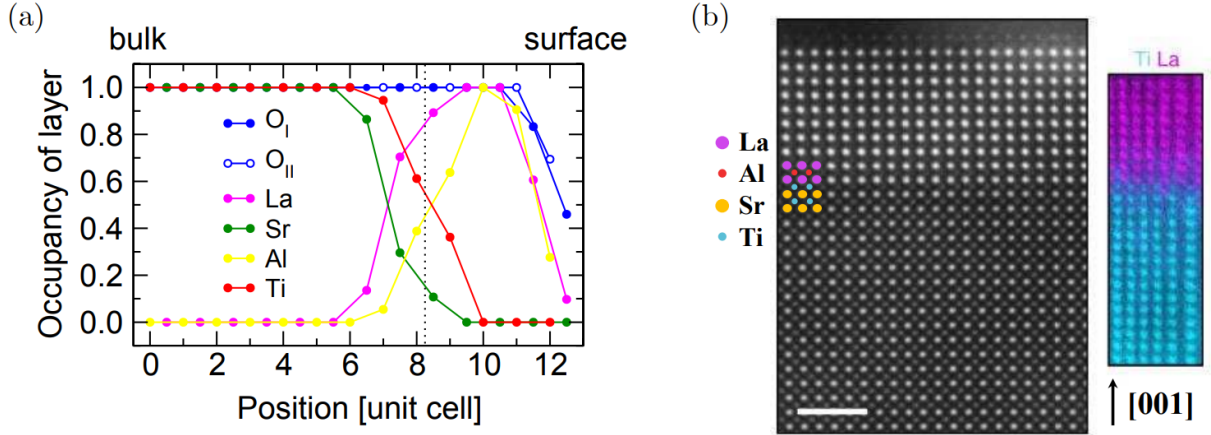 (a)
bulk
surface
Occupancy of layer
1.0
0.8
0.6
0.4
0.2
0.0
O_I
O_II
La
Sr
Al
Ti
0 2 4 6 8 10 12
Position [unit cell]
(b)
La
Al
Sr
Ti
Ti La
[001]